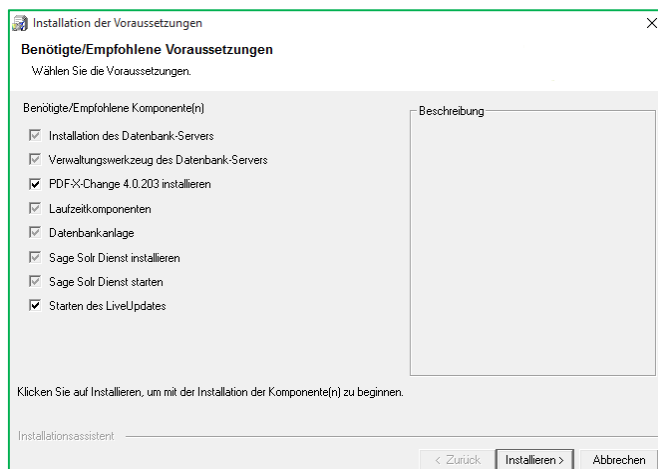 Installation der Voraussetzungen
Benötigte/Empfohlene Voraussetzungen
Wählen Sie die Voraussetzungen.
Benötigte/Empfohlene Komponente(n)
Beschreibung
Installation des Datenbank-Servers
Verwaltungswerkzeug des Datenbank-Servers
PDF-X-Change 4.0.203 installieren
Laufzeitkomponenten
Datenbankanlage
Sage Solr Dienst installieren
Sage Solr Dienst starten
Starten des LiveUpdates
Klicken Sie auf Installieren, um mit der Installation der Komponente(n) zu beginnen.
Installationsassistent
< Zurück Installieren > Abbrechen